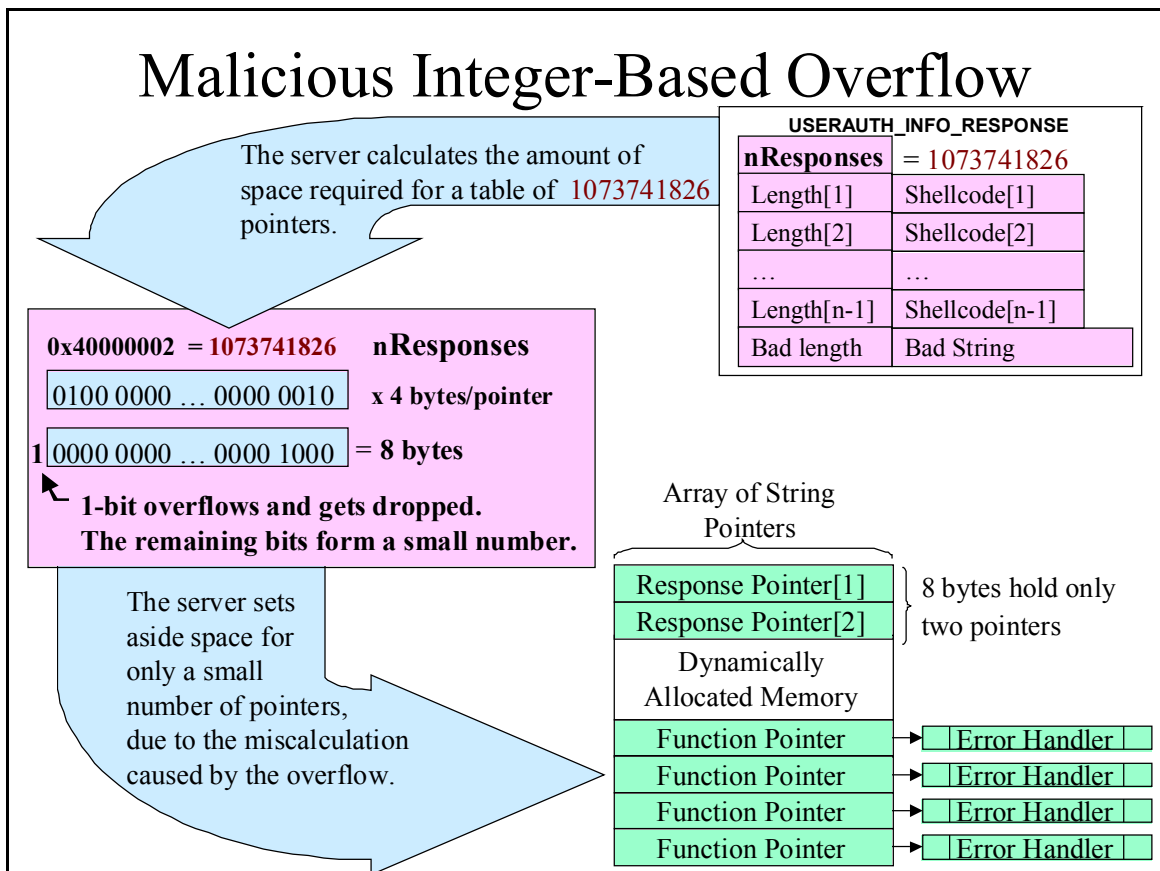 Malicious Integer-Based Overflow
The server calculates the amount of
space required for a table of 1073741826
pointers.
USERAUTH_INFO_RESPONSE
nResponses = 1073741826
Length[1] Shellcode[1]
Length[2] Shellcode[2]
… …
Length[n-1] Shellcode[n-1]
Bad length Bad String
0x40000002 = 1073741826 nResponses
0100 0000 … 0000 0010 x 4 bytes/pointer
1 0000 0000 … 0000 1000 = 8 bytes
1-bit overflows and gets dropped.
The remaining bits form a small number.
The server sets
aside space for
only a small
number of pointers,
due to the miscalculation
caused by the overflow.
Array of String
Pointers
Response Pointer[1]
Response Pointer[2]
8 bytes hold only
two pointers
Dynamically
Allocated Memory
Function Pointer Error Handler
Function Pointer Error Handler
Function Pointer Error Handler
Function Pointer Error Handler